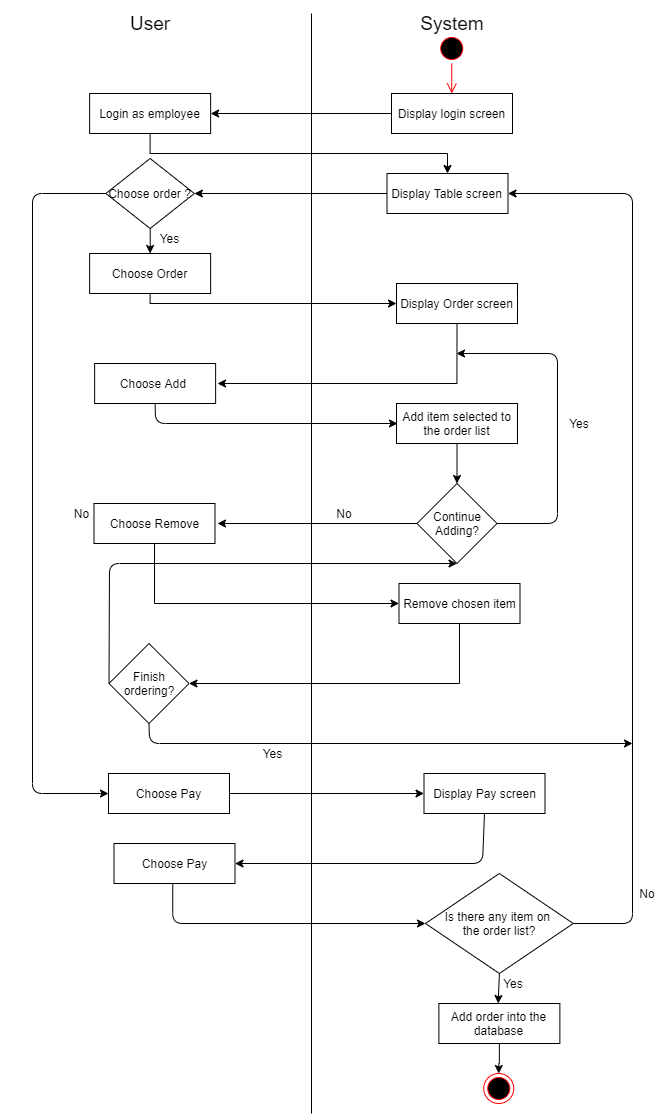 User
System
Login as employee
Display login screen
Choose order ?
Display Table screen
Yes
Choose Order
Display Order screen
Choose Add
Add item selected to
the order list
Yes
No
Choose Remove
No
Continue
Adding?
Remove chosen item
Finish
ordering?
Yes
Choose Pay
Display Pay screen
Choose Pay
No
Is there any item on
the order list?
Yes
Add order into the
database